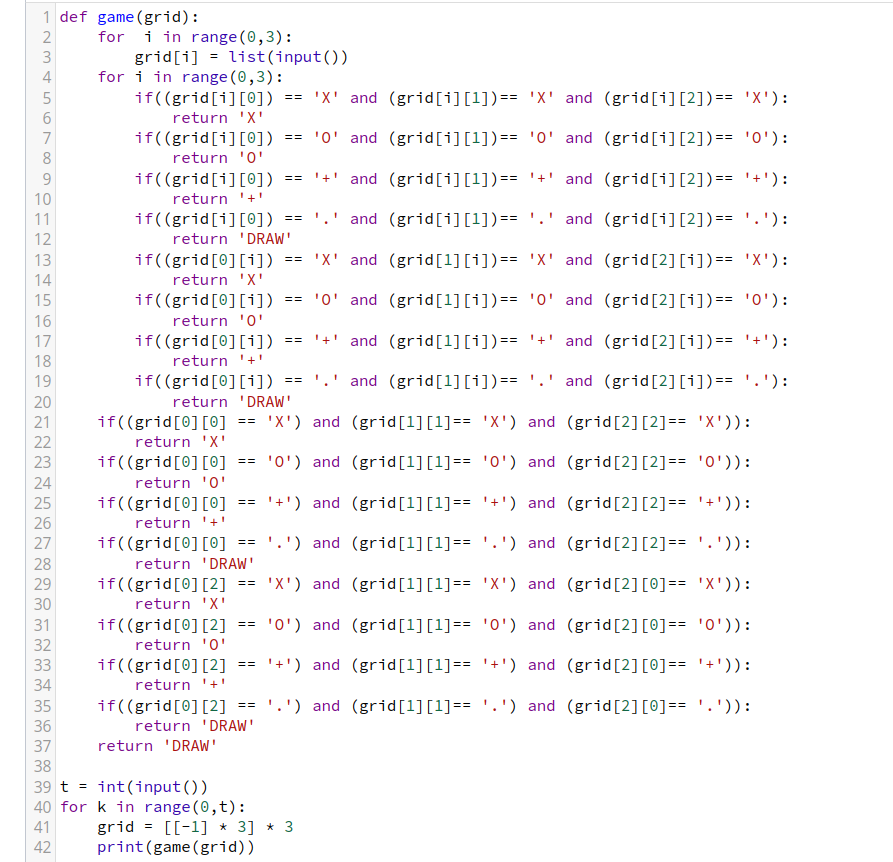 1 def game(grid):
2     for  i in range(0,3):
3         grid[i] = list(input())
4     for i in range(0,3):
5         if((grid[i][0]) == 'X' and (grid[i][1])== 'X' and (grid[i][2])== 'X'):
6             return 'X'
7         if((grid[i][0]) == 'O' and (grid[i][1])== 'O' and (grid[i][2])== 'O'):
8             return 'O'
9         if((grid[i][0]) == '+' and (grid[i][1])== '+' and (grid[i][2])== '+'):
10             return '+'
11         if((grid[i][0]) == '.' and (grid[i][1])== '.' and (grid[i][2])== '.'):
12             return 'DRAW'
13         if((grid[0][i]) == 'X' and (grid[1][i])== 'X' and (grid[2][i])== 'X'):
14             return 'X'
15         if((grid[0][i]) == 'O' and (grid[1][i])== 'O' and (grid[2][i])== 'O'):
16             return 'O'
17         if((grid[0][i]) == '+' and (grid[1][i])== '+' and (grid[2][i])== '+'):
18             return '+'
19         if((grid[0][i]) == '.' and (grid[1][i])== '.' and (grid[2][i])== '.'):
20             return 'DRAW'
21     if((grid[0][0] == 'X') and (grid[1][1]== 'X') and (grid[2][2]== 'X')):
22         return 'X'
23     if((grid[0][0] == 'O') and (grid[1][1]== 'O') and (grid[2][2]== 'O')):
24         return 'O'
25     if((grid[0][0] == '+') and (grid[1][1]== '+') and (grid[2][2]== '+')):
26         return '+'
27     if((grid[0][0] == '.') and (grid[1][1]== '.') and (grid[2][2]== '.')):
28         return 'DRAW'
29     if((grid[0][2] == 'X') and (grid[1][1]== 'X') and (grid[2][0]== 'X')):
30         return 'X'
31     if((grid[0][2] == 'O') and (grid[1][1]== 'O') and (grid[2][0]== 'O')):
32         return 'O'
33     if((grid[0][2] == '+') and (grid[1][1]== '+') and (grid[2][0]== '+')):
34         return '+'
35     if((grid[0][2] == '.') and (grid[1][1]== '.') and (grid[2][0]== '.')):
36         return 'DRAW'
37     return 'DRAW'
38
39 t = int(input())
40 for k in range(0,t):
41     grid = [[-1] * 3] * 3
42     print(game(grid))